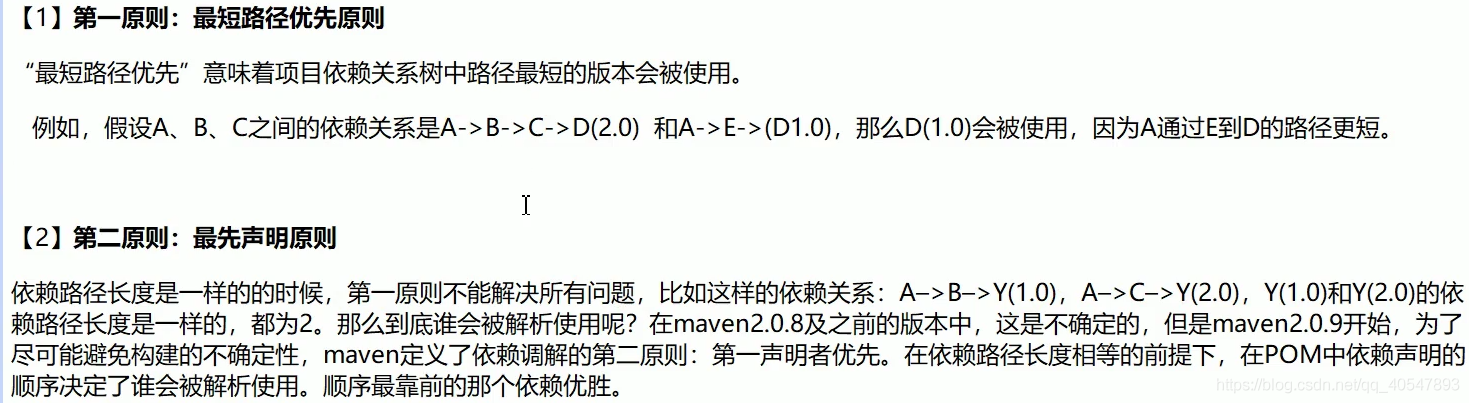 【1】第一原则：最短路径优先原则
“最短路径优先”意味着项目依赖关系树中路径最短的版本会被使用。
例如，假设A、B、C之间的依赖关系是A->B->C->D(2.0) 和A->E->(D1.0)，那么D(1.0)会被使用，因为A通过E到D的路径更短。
【2】第二原则：最先声明原则
依赖路径长度是一样的的时候，第一原则不能解决所有问题，比如这样的依赖关系：A–>B–>Y(1.0)，A–>C–>Y(2.0)，Y(1.0)和Y(2.0)的依
赖路径长度是一样的，都为2。那么到底谁会被解析使用呢？在maven2.0.8及之前的版本中，这是不确定的，但是maven2.0.9开始，为了
尽可能避免构建的不确定性，maven定义了依赖调解的第二原则：第一声明者优先。在依赖路径长度相等的前提下，在POM中依赖声明的
顺序决定了谁会被解析使用。顺序最靠前的那个依赖优胜。
https://blog.csdn.net/qq_40547893